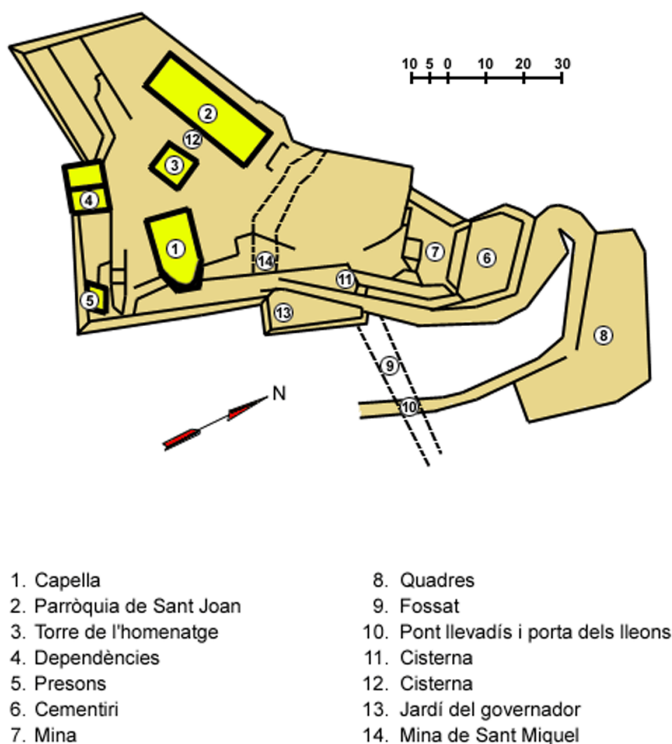 10 5 0 10 20 30
2
12
3
4
1
14
7
6
11
5
13
8
9
N
10
1. Capella
2. Parròquia de Sant Joan
3. Torre de l'homenatge
4. Dependències
5. Presons
6. Cementiri
7. Mina
8. Quadres
9. Fossat
10. Pont llevadís i porta dels lleons
11. Cisterna
12. Cisterna
13. Jardí del governador
14. Mina de Sant Miquel